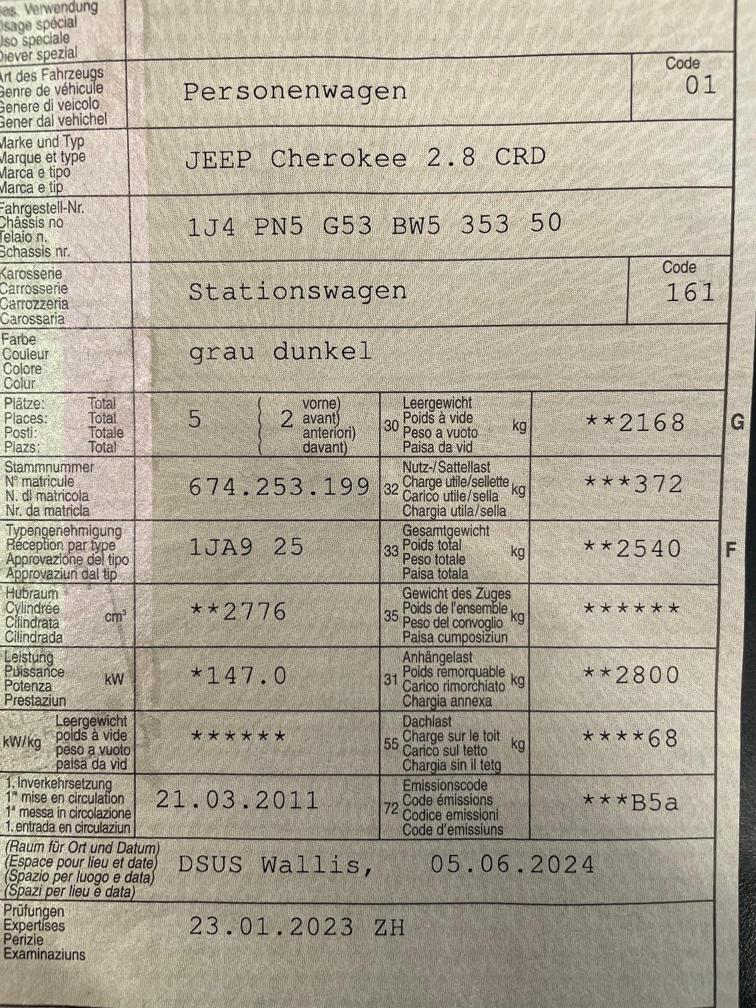 es. Verwendung
sage spécial
Uso speciale
Diever spezial
Art des Fahrzeugs
Genre de véhicule
Genere di veicolo
Gener dal vehichel
Personenwagen
Code
01
Marke und Typ
Marque et type
Marca e tipo
Marca e tip
JEEP Cherokee 2.8 CRD
Fahrgestell-Nr.
Châssis no
Telaio n.
Schassis nr.
1J4 PN5 G53 BW5 353 50
Karosserie
Carrosserie
Carrozzeria
Carossaria
Stationswagen
Code
161
Farbe
Couleur
Colore
Colur
grau dunkel
Plätze: Total
Places: Total
Posti: Totale
Plazs: Total
5 ( 2 vorne)
avant)
anteriori)
davant)
30 Leergewicht
Poids à vide
Peso a vuoto
Paisa da vid
kg
**2168
G
Stammnummer
N° matricule
N. di matricola
Nr. da matricla
674.253.199
32 Nutz-/Sattellast
Charge utile/sellette
Carico utile/sella
Chargia utila/sella
kg
***372
Typengenehmigung
Réception par type
Approvazione del tipo
Approvaziun dal tip
1JA9 25
33 Gesamtgewicht
Poids total
Peso totale
Paisa totala
kg
**2540
F
Hubraum
Cylindrée
Cilindrata
Cilindrada
cm³
**2776
35 Gewicht des Zuges
Poids de l'ensemble
Peso del convoglio
Paisa cumposiziun
kg
******
Leistung
Puissance
Potenza
Prestaziun
kW
*147.0
31 Anhängelast
Poids remorquable
Carico rimorchiato
Chargia annexa
kg
**2800
kW/kg
Leergewicht
poids à vide
peso a vuoto
paisa da vid
******
55 Dachlast
Charge sur le toit
Carico sul tetto
Chargia sin il tetg
kg
****68
1. Inverkehrsetzung
1re mise en circulation
1a messa in circolazione
1. entrada en circulaziun
21.03.2011
72 Emissionscode
Code émissions
Codice emissioni
Code d'emissiuns
***B5a
(Raum für Ort und Datum)
(Espace pour lieu et date)
(Spazio per luogo e data)
(Spazi per lieu e data)
DSUS Wallis, 05.06.2024
Prüfungen
Expertises
Perizie
Examinaziuns
23.01.2023 ZH